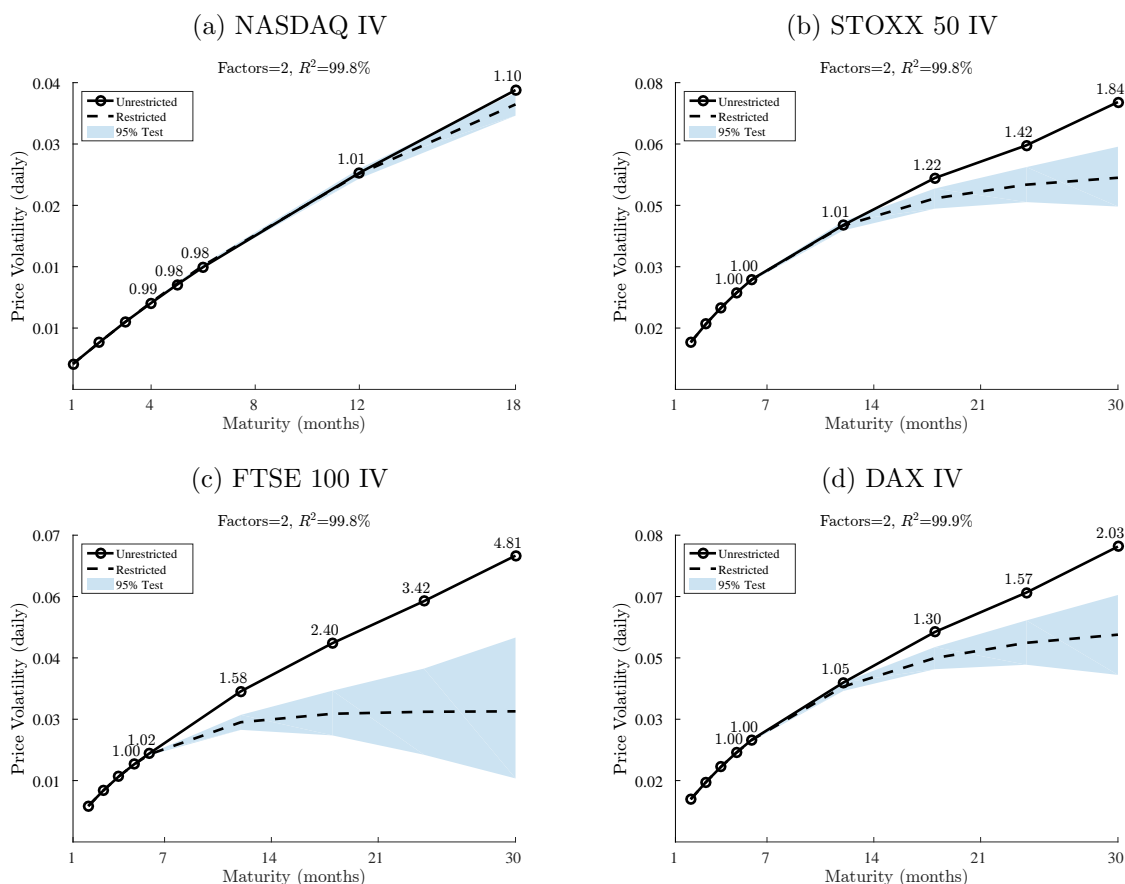 (a) NASDAQ IV
Factors=2, R²=99.8%
Unrestricted
Restricted
95% Test
Price Volatility (daily)
0.04
0.03
0.02
0.01
0.01
0.99
0.98
0.98
1.01
1.10
1
4
8
12
18
Maturity (months)
(b) STOXX 50 IV
Factors=2, R²=99.8%
Unrestricted
Restricted
95% Test
Price Volatility (daily)
0.08
0.06
0.05
0.03
0.02
1.00
1.00
1.01
1.22
1.42
1.84
1
7
14
21
30
Maturity (months)
(c) FTSE 100 IV
Factors=2, R²=99.8%
Unrestricted
Restricted
95% Test
Price Volatility (daily)
0.07
0.06
0.04
0.03
0.01
1.00
1.02
1.58
2.40
3.42
4.81
1
7
14
21
30
Maturity (months)
(d) DAX IV
Factors=2, R²=99.9%
Unrestricted
Restricted
95% Test
Price Volatility (daily)
0.08
0.07
0.05
0.03
0.02
1.00
1.00
1.05
1.30
1.57
2.03
1
7
14
21
30
Maturity (months)